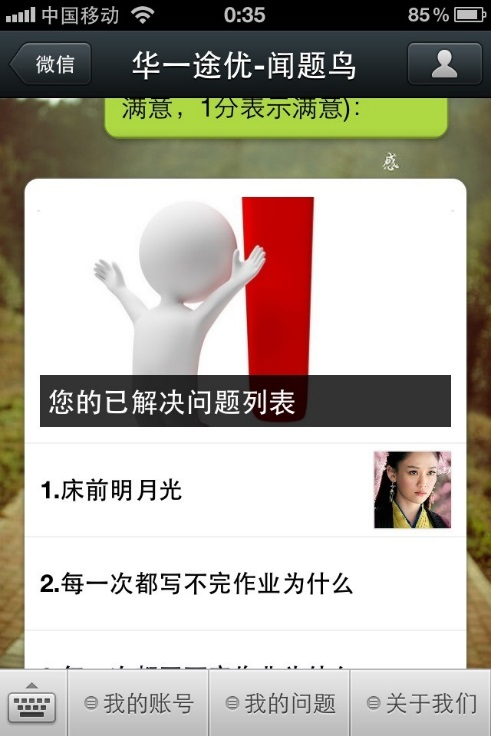 中国移动
0:35
85%
微信
华一途优-闻题鸟
满意，1分表示满意)：
感
您的已解决问题列表
1.床前明月光
2.每一次都写不完作业为什么
我的账号
我的问题
关于我们